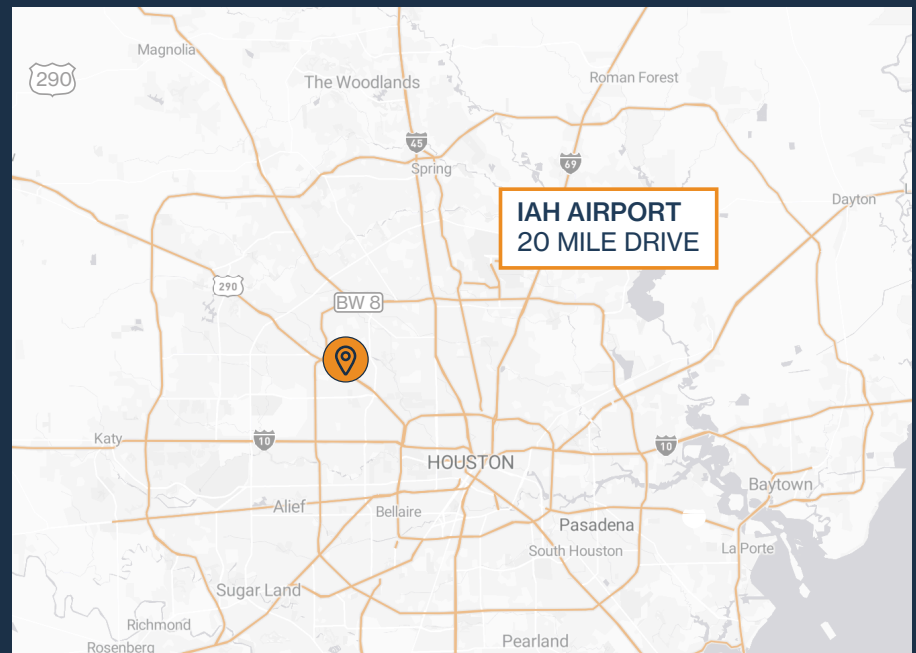 Magnolia
290
The Woodlands
Roman Forest
45
69
Spring
IAH AIRPORT
20 MILE DRIVE
Dayton
290
BW 8
Katy
10
10
HOUSTON
Baytown
Alief
Bellaire
Pasadena
South Houston
La Porte
Sugar Land
Richmond
Pearland
Rosenberg